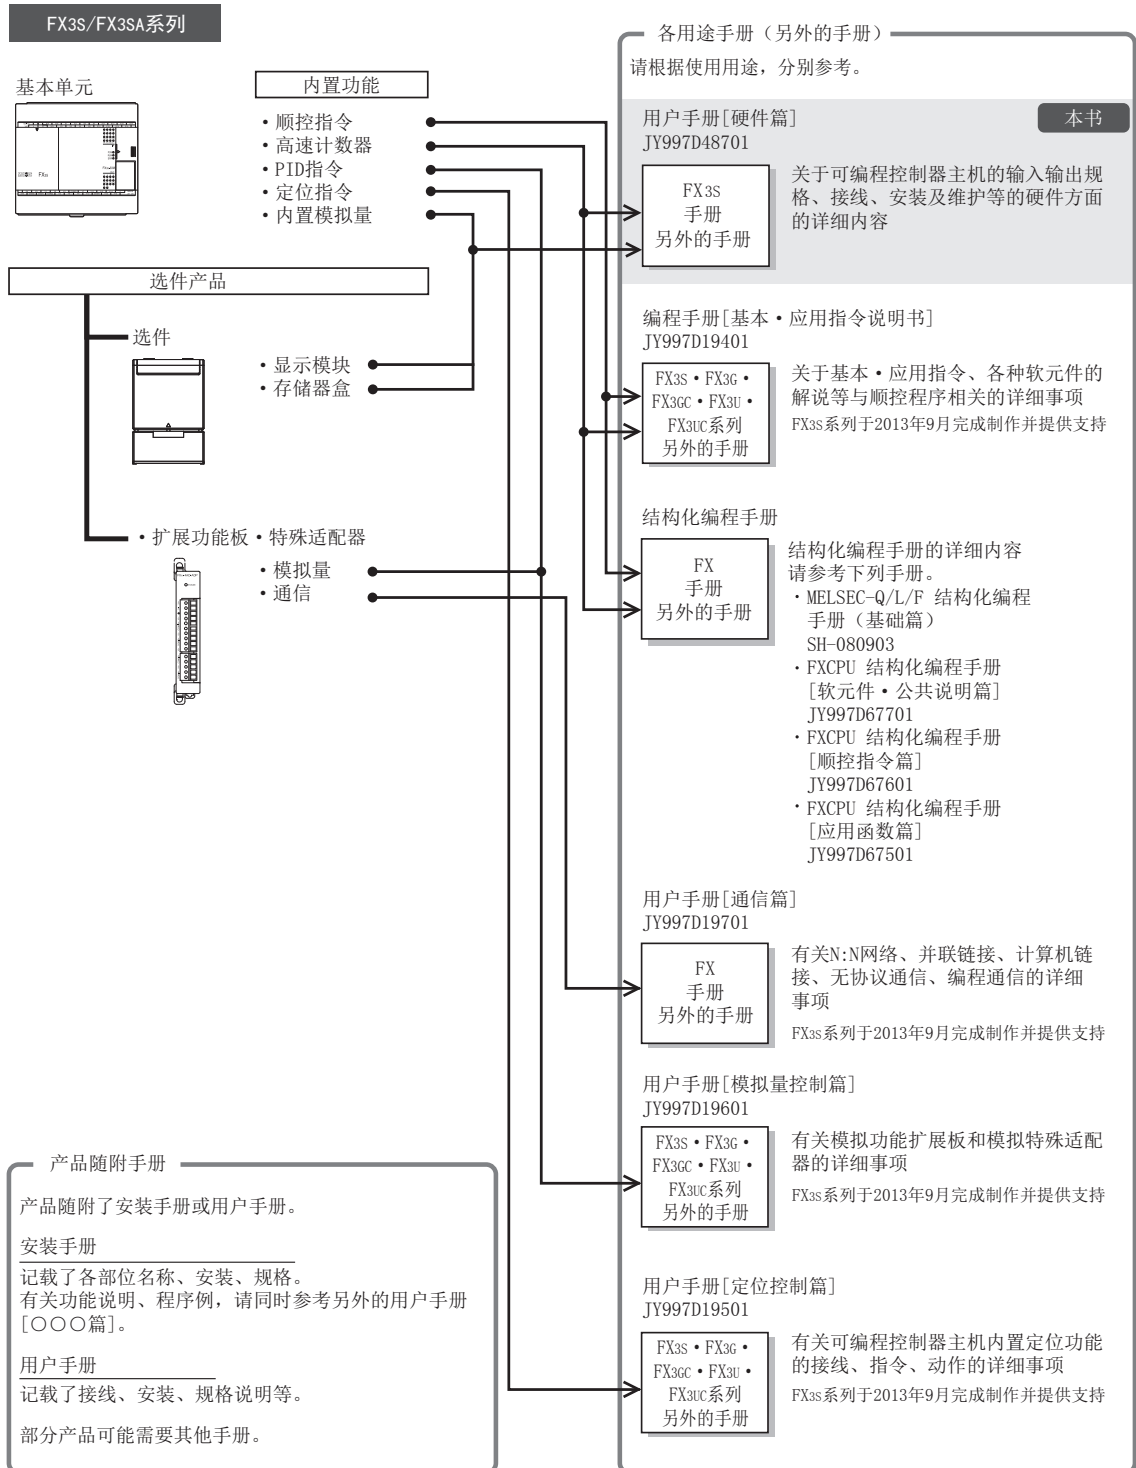 FX3S/FX3SA系列
基本单元
内置功能
・顺控指令
・高速计数器
・PID指令
・定位指令
・内置模拟量
选件产品
选件
・显示模块
・存储器盒
・扩展功能板・特殊适配器
・模拟量
・通信
产品随附手册
产品随附了安装手册或用户手册。
安装手册
记载了各部位名称、安装、规格。
有关功能说明、程序例，请同时参考另外的用户手册
[○○○篇]。
用户手册
记载了接线、安装、规格说明等。
部分产品可能需要其他手册。
各用途手册（另外的手册）
请根据使用用途，分别参考。
用户手册[硬件篇]
JY997D48701
本书
FX3S
手册
另外的手册
关于可编程控制器主机的输入输出规
格、接线、安装及维护等的硬件方面
的详细内容
编程手册[基本・应用指令说明书]
JY997D19401
FX3S・FX3G・
FX3GC・FX3U・
FX3UC系列
另外的手册
关于基本・应用指令、各种软元件的
解说等与顺控程序相关的详细事项
FX3S系列于2013年9月完成制作并提供支持
结构化编程手册
FX
手册
另外的手册
结构化编程手册的详细内容
请参考下列手册。
・MELSEC-Q/L/F 结构化编程
手册（基础篇）
SH-080903
・FXCPU 结构化编程手册
[软元件・公共说明篇]
JY997D67701
・FXCPU 结构化编程手册
[顺控指令篇]
JY997D67601
・FXCPU 结构化编程手册
[应用函数篇]
JY997D67501
用户手册[通信篇]
JY997D19701
FX
手册
另外的手册
有关N:N网络、并联链接、计算机链
接、无协议通信、编程通信的详细
事项
FX3S系列于2013年9月完成制作并提供支持
用户手册[模拟量控制篇]
JY997D19601
FX3S・FX3G・
FX3GC・FX3U・
FX3UC系列
另外的手册
有关模拟功能扩展板和模拟特殊适配
器的详细事项
FX3S系列于2013年9月完成制作并提供支持
用户手册[定位控制篇]
JY997D19501
FX3S・FX3G・
FX3GC・FX3U・
FX3UC系列
另外的手册
有关可编程控制器主机内置定位功能
的接线、指令、动作的详细事项
FX3S系列于2013年9月完成制作并提供支持